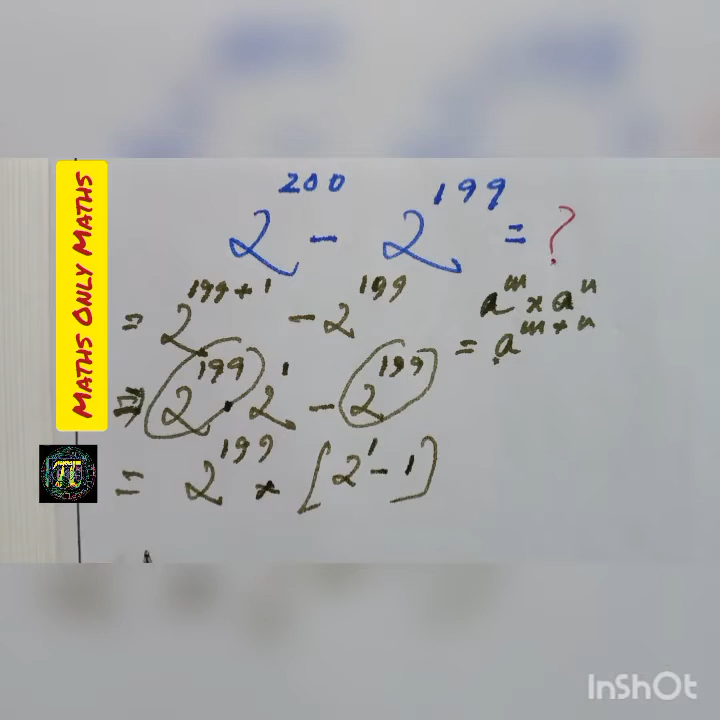 2^200 - 2^199 = ?
= 2^199+1 - 2^199
a^m × a^n
= a^m+n
= 2^199 · 2^1 - 2^199
= 2^199 × [2^1 - 1]
MATHS ONLY MATHS
π
InShOt